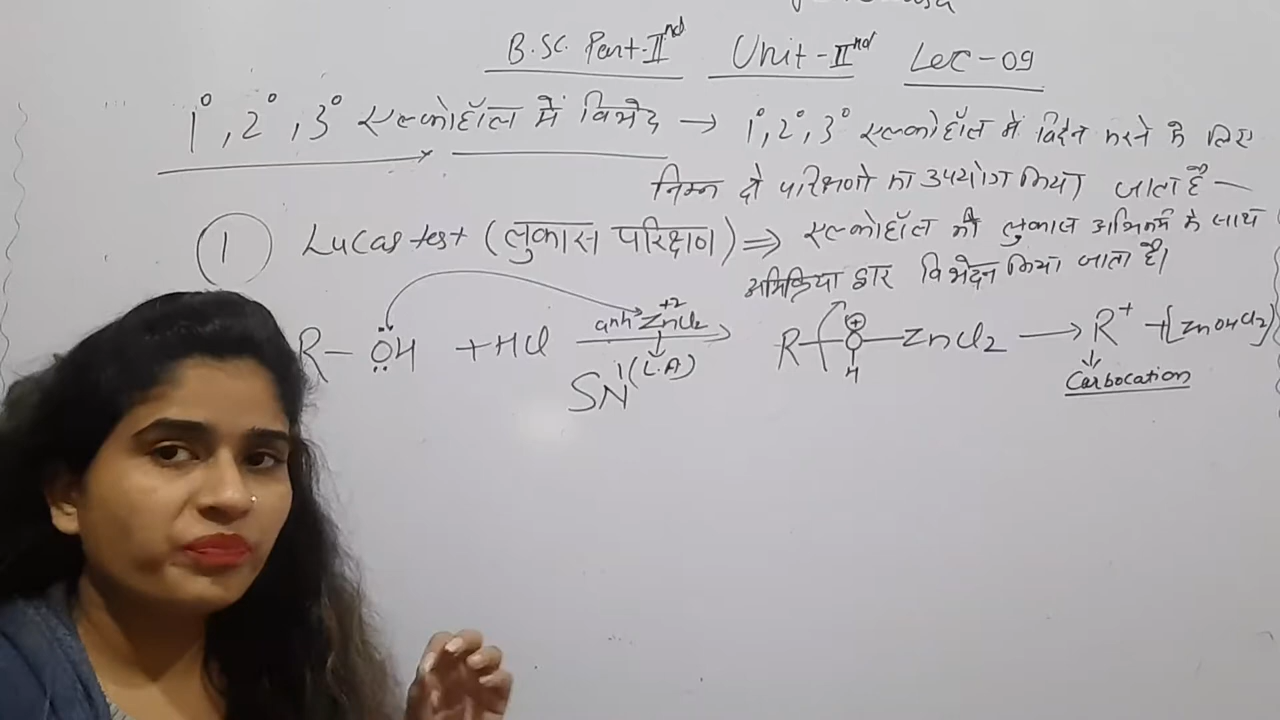 B.Sc. Part-IInd Unit-IInd Lec-09
1°, 2°, 3° एल्कोहॉल में विभेद → 1°, 2°, 3° एल्कोहॉल में विभेदन करने के लिए
निम्न दो परिक्षणो का उपयोग किया जाता है —
① Lucas test (लुकास परिक्षण) ⇒ एल्कोहॉल की लुकास अभिकर्मक के साथ
अभिक्रिया द्वारा विभेदन किया जाता है।
R–ÖH + HCl anh ZnCl2 +2 → R–O⊕–ZnCl2 → R+ + [ZnOHCl2]
SN1 (L.A) H Carbocation